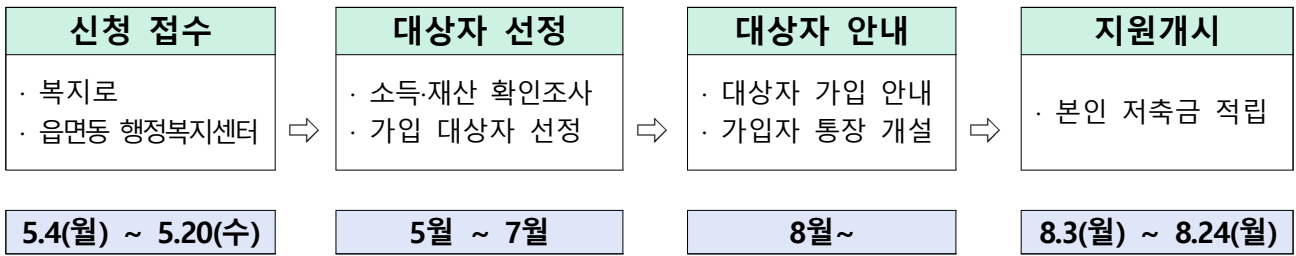 신청 접수
· 복지로
· 읍면동 행정복지센터
5.4(월) ~ 5.20(수)
대상자 선정
· 소득·재산 확인조사
· 가입 대상자 선정
5월 ~ 7월
대상자 안내
· 대상자 가입 안내
· 가입자 통장 개설
8월~
지원개시
· 본인 저축금 적립
8.3(월) ~ 8.24(월)